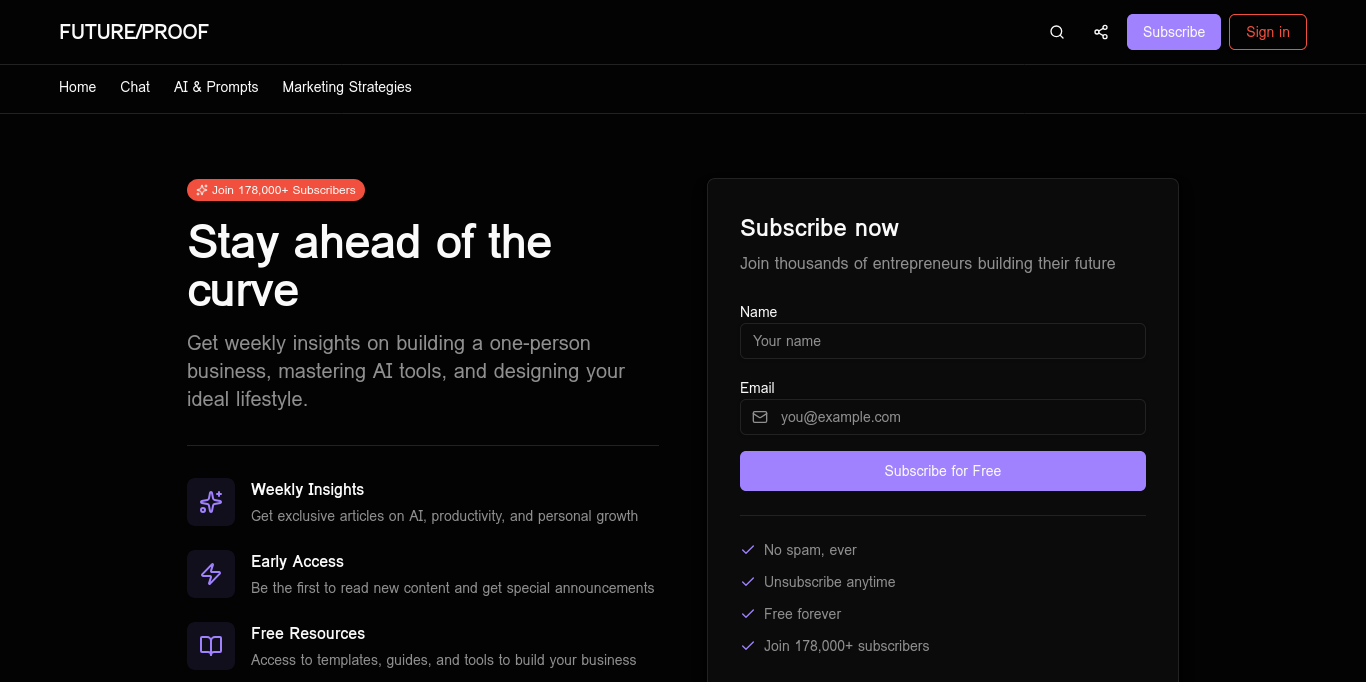 FUTURE/PROOF
Subscribe
Sign in
Home
Chat
AI & Prompts
Marketing Strategies
Join 178,000+ Subscribers
Stay ahead of the
curve
Get weekly insights on building a one-person
business, mastering AI tools, and designing your
ideal lifestyle.
Weekly Insights
Get exclusive articles on AI, productivity, and personal growth
Early Access
Be the first to read new content and get special announcements
Free Resources
Access to templates, guides, and tools to build your business
Subscribe now
Join thousands of entrepreneurs building their future
Name
Your name
Email
you@example.com
Subscribe for Free
No spam, ever
Unsubscribe anytime
Free forever
Join 178,000+ subscribers